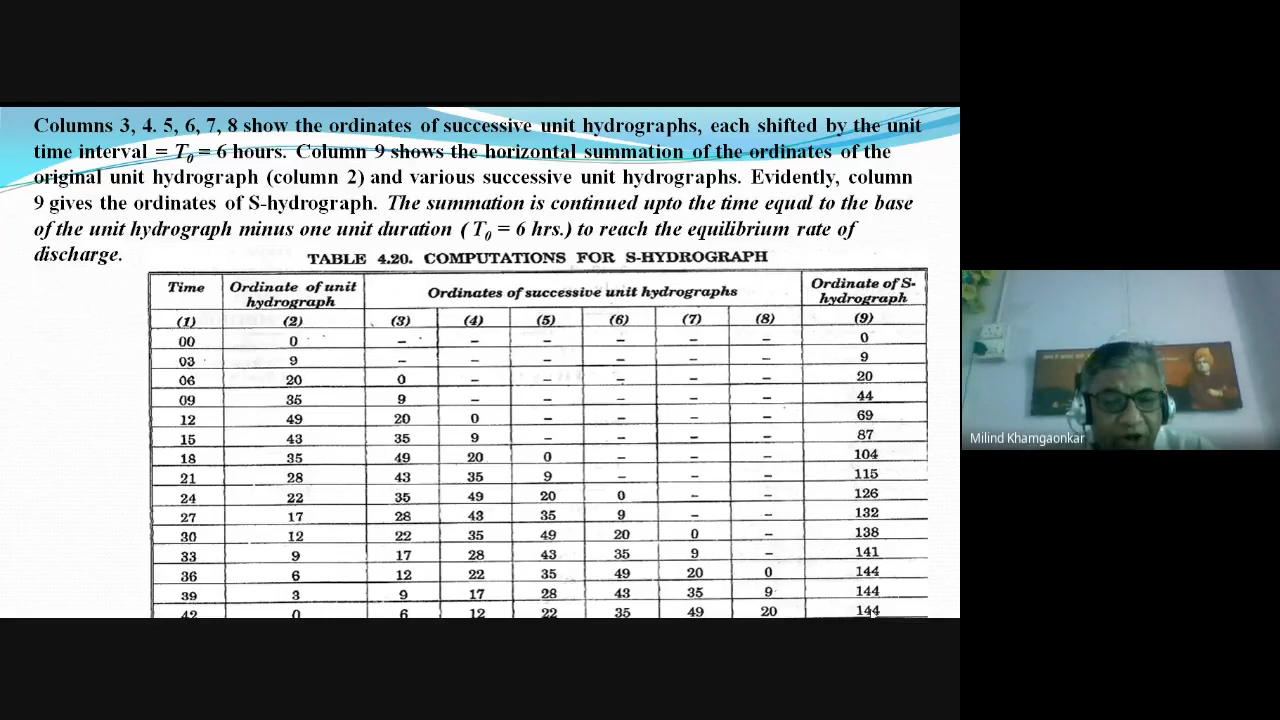 Columns 3, 4. 5, 6, 7, 8 show the ordinates of successive unit hydrographs, each shifted by the unit
time interval = T₀ = 6 hours. Column 9 shows the horizontal summation of the ordinates of the
original unit hydrograph (column 2) and various successive unit hydrographs. Evidently, column
9 gives the ordinates of S-hydrograph. The summation is continued upto the time equal to the base
of the unit hydrograph minus one unit duration ( T₀ = 6 hrs.) to reach the equilibrium rate of
discharge.
TABLE 4.20. COMPUTATIONS FOR S-HYDROGRAPH
Time Ordinate of unit hydrograph Ordinates of successive unit hydrographs Ordinate of S-hydrograph
(1) (2) (3) (4) (5) (6) (7) (8) (9)
00 0 – – – – – – 0
03 9 – – – – – – 9
06 20 0 – – – – – 20
09 35 9 – – – – – 44
12 49 20 0 – – – – 69
15 43 35 9 – – – – 87
18 35 49 20 0 – – – 104
21 28 43 35 9 – – – 115
24 22 35 49 20 0 – – 126
27 17 28 43 35 9 – – 132
30 12 22 35 49 20 0 – 138
33 9 17 28 43 35 9 – 141
36 6 12 22 35 49 20 0 144
39 3 9 17 28 43 35 9 144
42 0 6 12 22 35 49 20 144
Milind Khamgaonkar